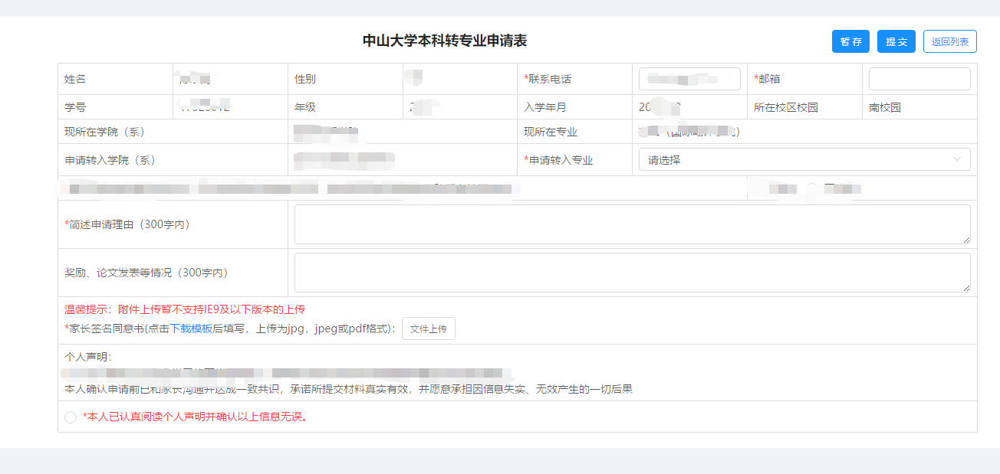 中山大学本科转专业申请表
暂 存 提 交 返回列表
姓名 性别 *联系电话 *邮箱
学号 年级 入学年月 所在校区校园 南校园
现所在学院（系） 现所在专业
申请转入学院（系） *申请转入专业 请选择
*简述申请理由（300字内）
奖励、论文发表等情况（300字内）
温馨提示：附件上传暂不支持IE9及以下版本的上传
*家长签名同意书(点击下载模板后填写，上传为jpg，jpeg或pdf格式)： 文件上传
个人声明：
本人确认申请前已和家长沟通并达成一致共识，承诺所提交材料真实有效，并愿意承担因信息失实、无效产生的一切后果
*本人已认真阅读个人声明并确认以上信息无误。